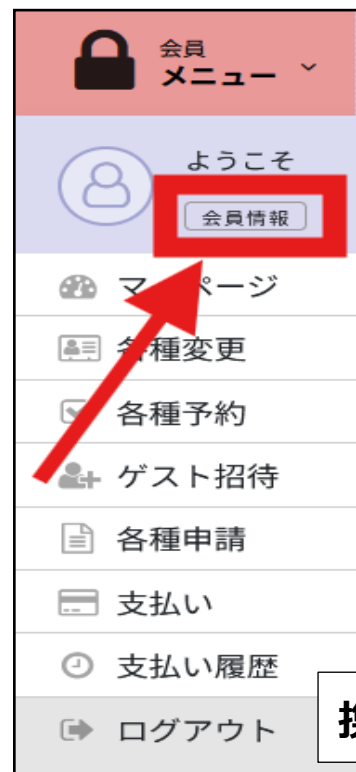 会員
メニュー
ようこそ
会員情報
マ ページ
各種変更
各種予約
ゲスト招待
各種申請
支払い
支払い履歴
ログアウト